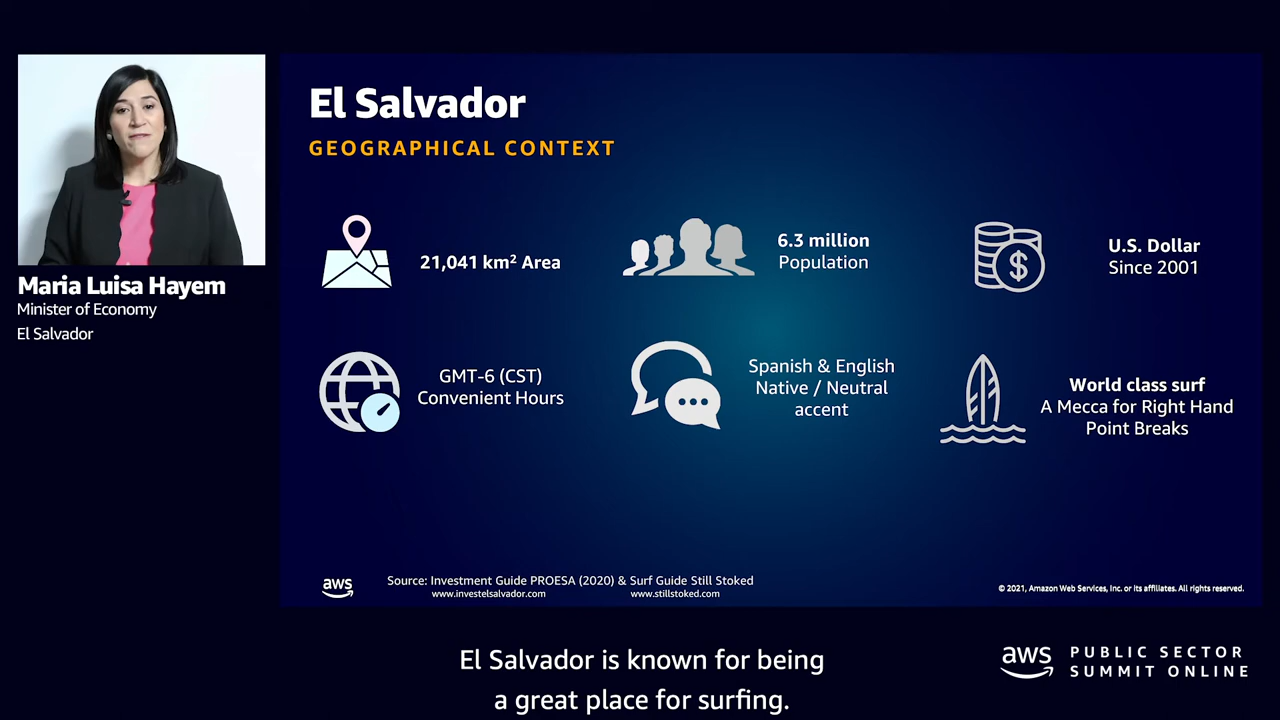 Maria Luisa Hayem
Minister of Economy
El Salvador
El Salvador
GEOGRAPHICAL CONTEXT
21,041 km² Area
6.3 million
Population
$
U.S. Dollar
Since 2001
GMT-6 (CST)
Convenient Hours
Spanish & English
Native / Neutral
accent
World class surf
A Mecca for Right Hand
Point Breaks
aws
Source: Investment Guide PROESA (2020) & Surf Guide Still Stoked
www.investelsalvador.com www.stillstoked.com
© 2021, Amazon Web Services, Inc. or its affiliates. All rights reserved.
El Salvador is known for being
a great place for surfing.
aws
PUBLIC SECTOR
SUMMIT ONLINE